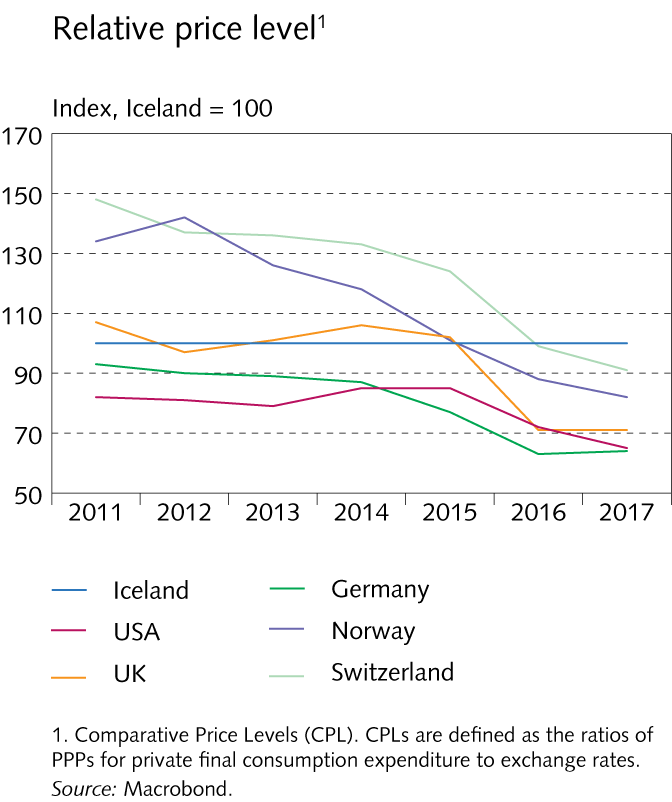 Relative price level¹
Index, Iceland = 100
170
150
130
110
90
70
50
2011 2012 2013 2014 2015 2016 2017
Iceland
USA
UK
Germany
Norway
Switzerland
1. Comparative Price Levels (CPL). CPLs are defined as the ratios of
PPPs for private final consumption expenditure to exchange rates.
Source: Macrobond.